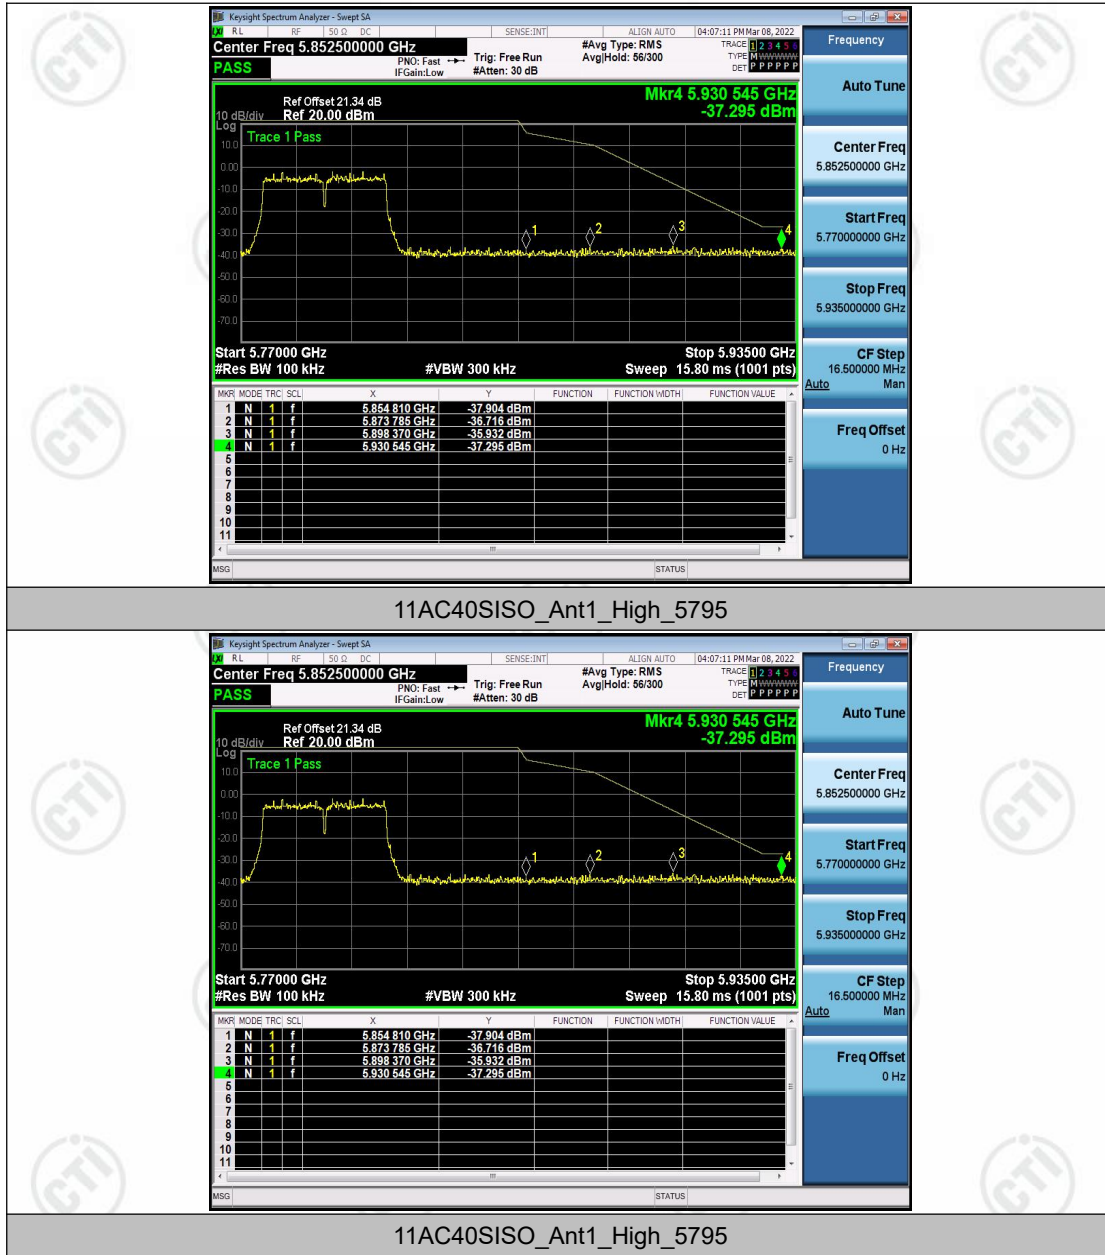 Keysight Spectrum Analyzer - Swept SA
RL RF 50 Ω DC SENSE:INT ALIGN AUTO 04:07:11 PM Mar 08, 2022
Center Freq 5.852500000 GHz
PASS
PNO: Fast
IFGain:Low
Trig: Free Run
#Atten: 30 dB
#Avg Type: RMS
Avg|Hold: 56/300
TRACE 1 2 3 4 5 6
TYPE M WWWWW
DET P P P P P P
Frequency
Auto Tune
Center Freq
5.852500000 GHz
Start Freq
5.770000000 GHz
Stop Freq
5.935000000 GHz
CF Step
16.500000 MHz
Auto Man
Freq Offset
0 Hz
Mkr4 5.930 545 GHz
-37.295 dBm
Ref Offset 21.34 dB
10 dB/div Ref 20.00 dBm
Log
Trace 1 Pass
10.0
0.00
-10.0
-20.0
-30.0
-40.0
-50.0
-60.0
-70.0
1 2 3 4
Start 5.77000 GHz Stop 5.93500 GHz
#Res BW 100 kHz #VBW 300 kHz Sweep 15.80 ms (1001 pts)
MKR MODE TRC SCL X Y FUNCTION FUNCTION WIDTH FUNCTION VALUE
1 N 1 f 5.854 810 GHz -37.904 dBm
2 N 1 f 5.873 785 GHz -36.716 dBm
3 N 1 f 5.898 370 GHz -35.932 dBm
4 N 1 f 5.930 545 GHz -37.295 dBm
5
6
7
8
9
10
11
MSG STATUS
11AC40SISO_Ant1_High_5795
Keysight Spectrum Analyzer - Swept SA
RL RF 50 Ω DC SENSE:INT ALIGN AUTO 04:07:11 PM Mar 08, 2022
Center Freq 5.852500000 GHz
PASS
PNO: Fast
IFGain:Low
Trig: Free Run
#Atten: 30 dB
#Avg Type: RMS
Avg|Hold: 56/300
TRACE 1 2 3 4 5 6
TYPE M WWWWW
DET P P P P P P
Frequency
Auto Tune
Center Freq
5.852500000 GHz
Start Freq
5.770000000 GHz
Stop Freq
5.935000000 GHz
CF Step
16.500000 MHz
Auto Man
Freq Offset
0 Hz
Mkr4 5.930 545 GHz
-37.295 dBm
Ref Offset 21.34 dB
10 dB/div Ref 20.00 dBm
Log
Trace 1 Pass
10.0
0.00
-10.0
-20.0
-30.0
-40.0
-50.0
-60.0
-70.0
1 2 3 4
Start 5.77000 GHz Stop 5.93500 GHz
#Res BW 100 kHz #VBW 300 kHz Sweep 15.80 ms (1001 pts)
MKR MODE TRC SCL X Y FUNCTION FUNCTION WIDTH FUNCTION VALUE
1 N 1 f 5.854 810 GHz -37.904 dBm
2 N 1 f 5.873 785 GHz -36.716 dBm
3 N 1 f 5.898 370 GHz -35.932 dBm
4 N 1 f 5.930 545 GHz -37.295 dBm
5
6
7
8
9
10
11
MSG STATUS
11AC40SISO_Ant1_High_5795
CTI
CTI
CTI
CTI
CTI
CTI
CTI
CTI